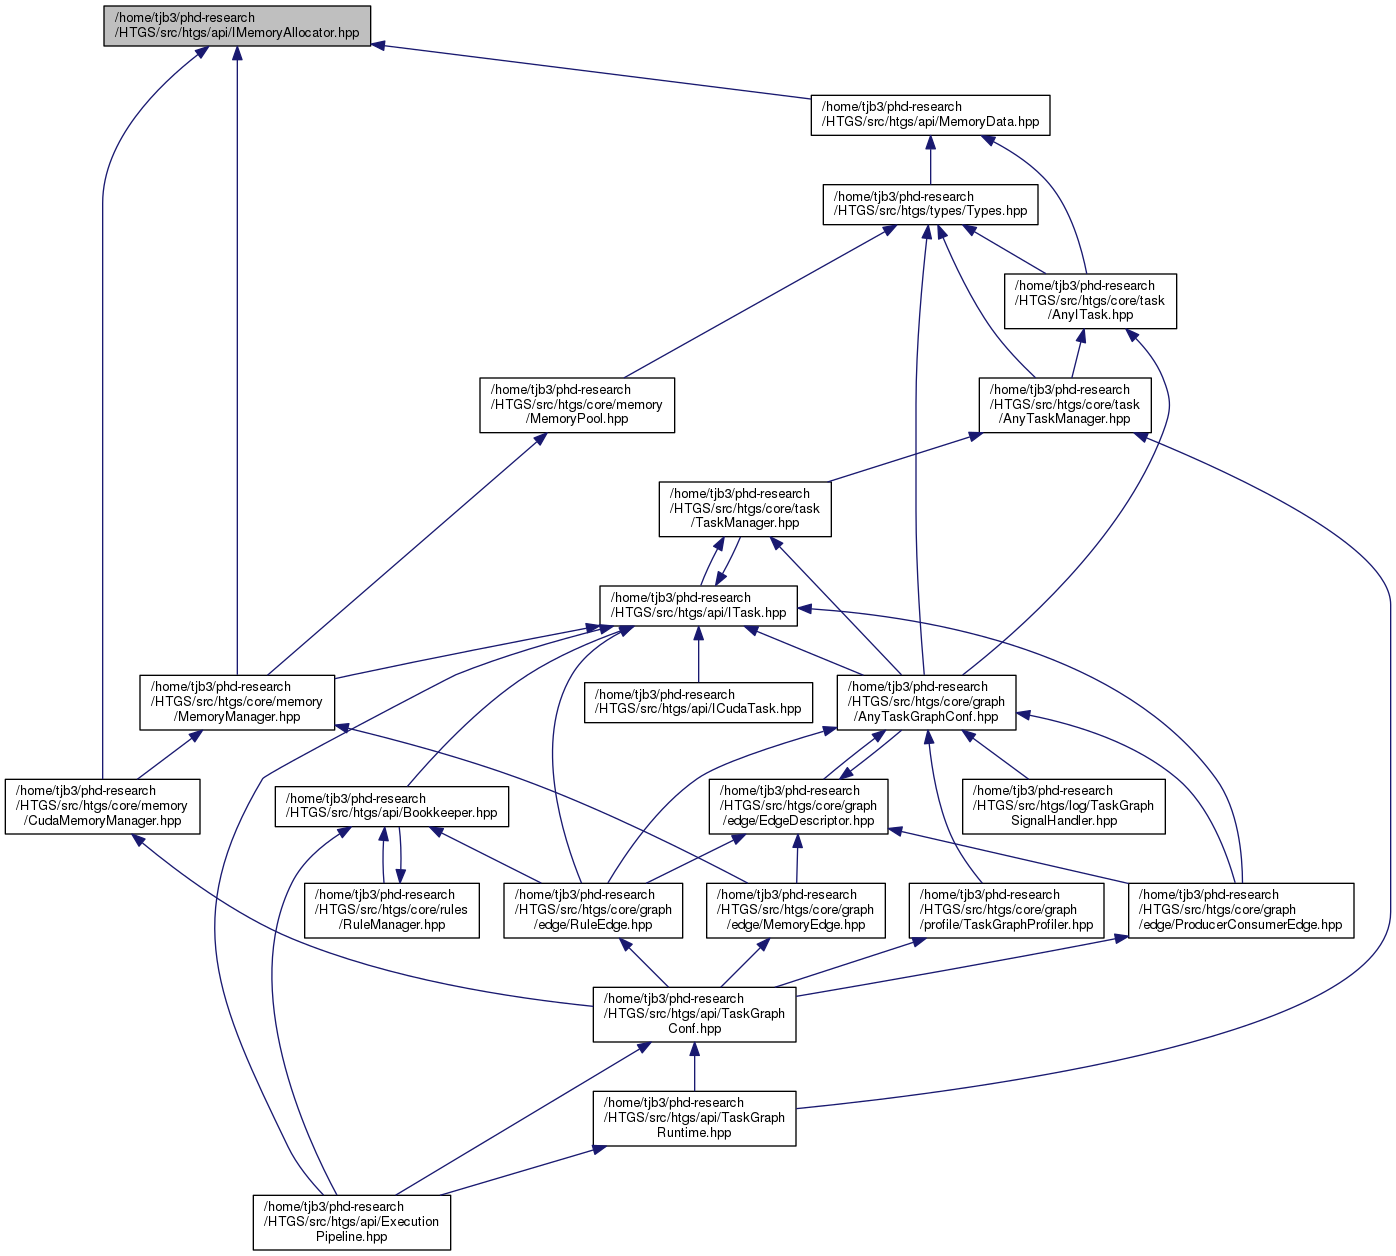 /home/tjb3/phd-research
/HTGS/src/htgs/api/IMemoryAllocator.hpp
/home/tjb3/phd-research
/HTGS/src/htgs/api/MemoryData.hpp
/home/tjb3/phd-research
/HTGS/src/htgs/types/Types.hpp
/home/tjb3/phd-research
/HTGS/src/htgs/core/task
/AnyITask.hpp
/home/tjb3/phd-research
/HTGS/src/htgs/core/memory
/MemoryPool.hpp
/home/tjb3/phd-research
/HTGS/src/htgs/core/task
/AnyTaskManager.hpp
/home/tjb3/phd-research
/HTGS/src/htgs/core/task
/TaskManager.hpp
/home/tjb3/phd-research
/HTGS/src/htgs/api/ITask.hpp
/home/tjb3/phd-research
/HTGS/src/htgs/core/memory
/MemoryManager.hpp
/home/tjb3/phd-research
/HTGS/src/htgs/api/ICudaTask.hpp
/home/tjb3/phd-research
/HTGS/src/htgs/core/graph
/AnyTaskGraphConf.hpp
/home/tjb3/phd-research
/HTGS/src/htgs/core/memory
/CudaMemoryManager.hpp
/home/tjb3/phd-research
/HTGS/src/htgs/api/Bookkeeper.hpp
/home/tjb3/phd-research
/HTGS/src/htgs/core/graph
/edge/EdgeDescriptor.hpp
/home/tjb3/phd-research
/HTGS/src/htgs/log/TaskGraph
SignalHandler.hpp
/home/tjb3/phd-research
/HTGS/src/htgs/core/rules
/RuleManager.hpp
/home/tjb3/phd-research
/HTGS/src/htgs/core/graph
/edge/RuleEdge.hpp
/home/tjb3/phd-research
/HTGS/src/htgs/core/graph
/edge/MemoryEdge.hpp
/home/tjb3/phd-research
/HTGS/src/htgs/core/graph
/profile/TaskGraphProfiler.hpp
/home/tjb3/phd-research
/HTGS/src/htgs/core/graph
/edge/ProducerConsumerEdge.hpp
/home/tjb3/phd-research
/HTGS/src/htgs/api/TaskGraph
Conf.hpp
/home/tjb3/phd-research
/HTGS/src/htgs/api/TaskGraph
Runtime.hpp
/home/tjb3/phd-research
/HTGS/src/htgs/api/Execution
Pipeline.hpp